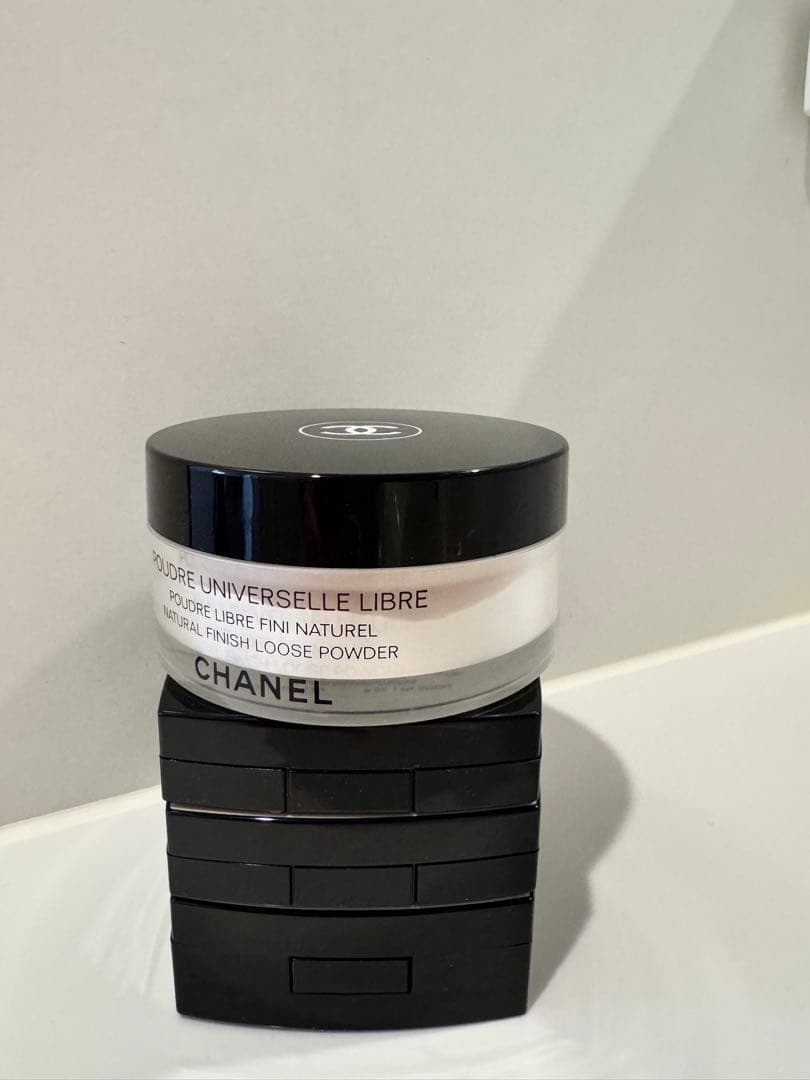 POUDRE UNIVERSELLE LIBRE
POUDRE LIBRE FINI NATUREL
NATURAL FINISH LOOSE POWDER
CHANEL